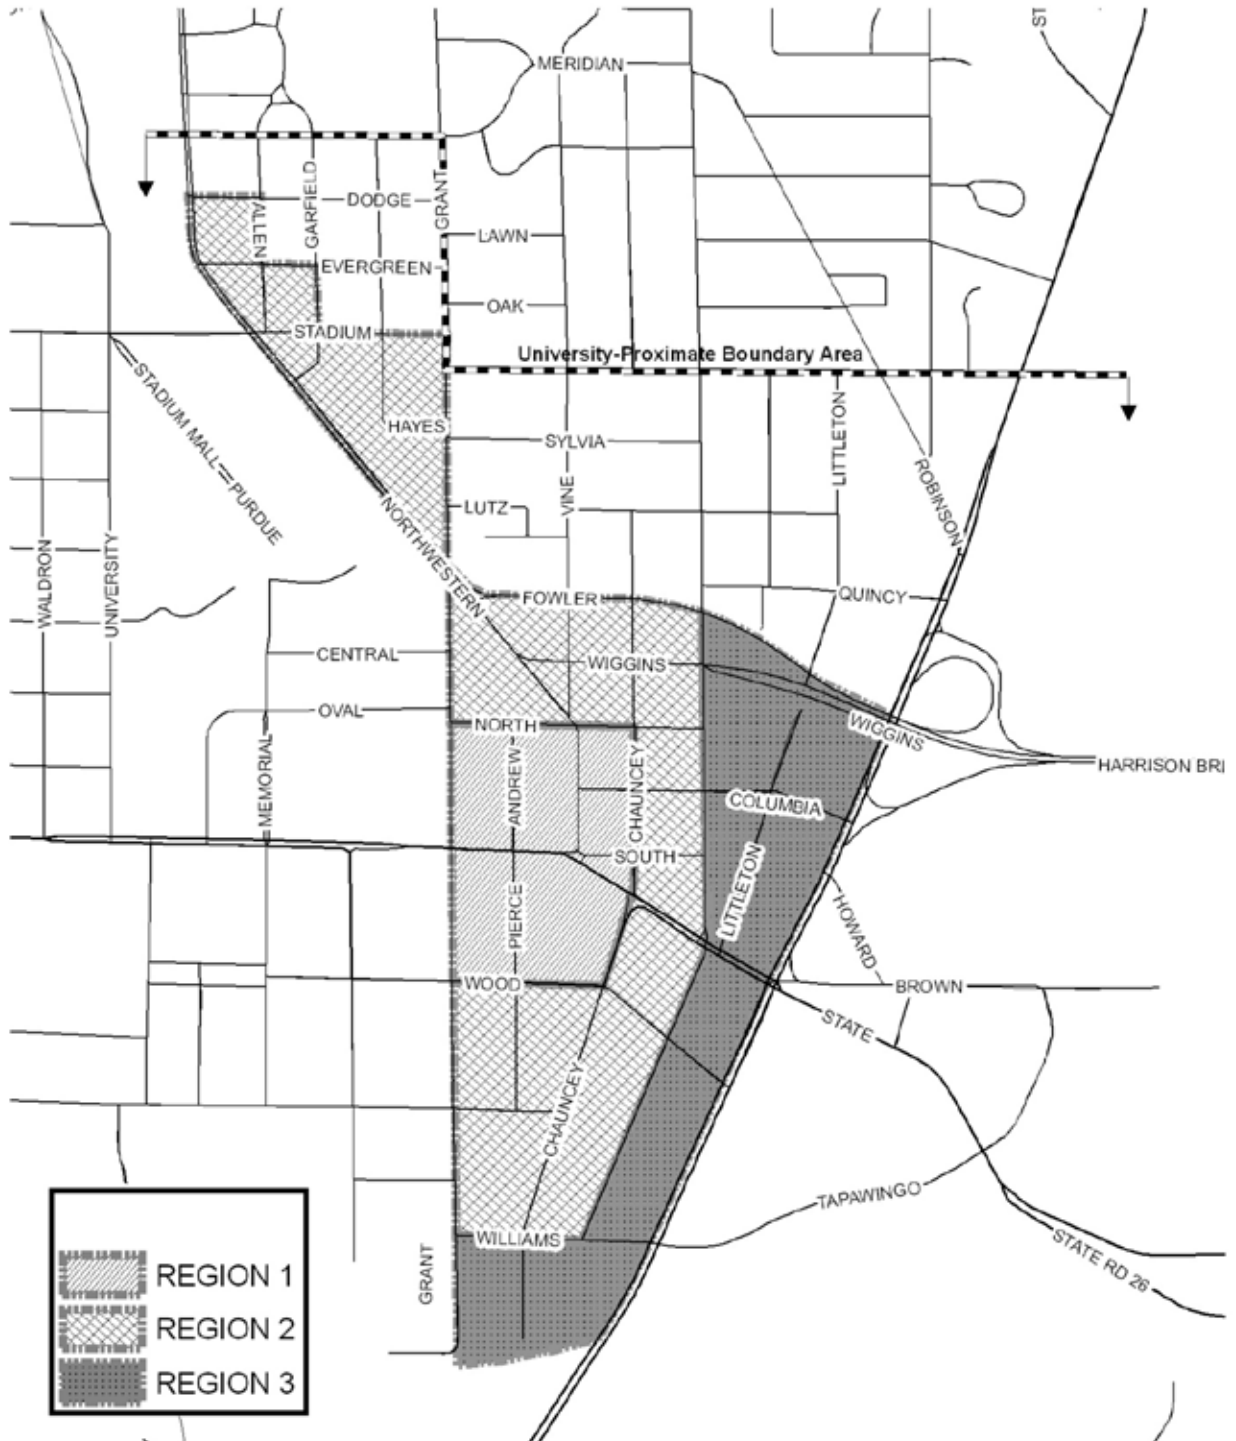 ST
MERIDIAN
GARFIELD
GRANT
DODGE
ALLEN
LAWN
EVERGREEN
OAK
STADIUM
University-Proximate Boundary Area
STADIUM MALL
PURDUE
HAYES
SYLVIA
LITTLETON
ROBINSON
VINE
LUTZ
NORTHWESTERN
WALDRON
UNIVERSITY
FOWLER
QUINCY
CENTRAL
WIGGINS
OVAL
NORTH
WIGGINS
HARRISON BRI
MEMORIAL
ANDREW
CHAUNCEY
COLUMBIA
SOUTH
LITTLETON
PIERCE
HOWARD
WOOD
BROWN
STATE
CHAUNCEY
TAPAWINGO
WILLIAMS
GRANT
STATE RD 26
REGION 1
REGION 2
REGION 3